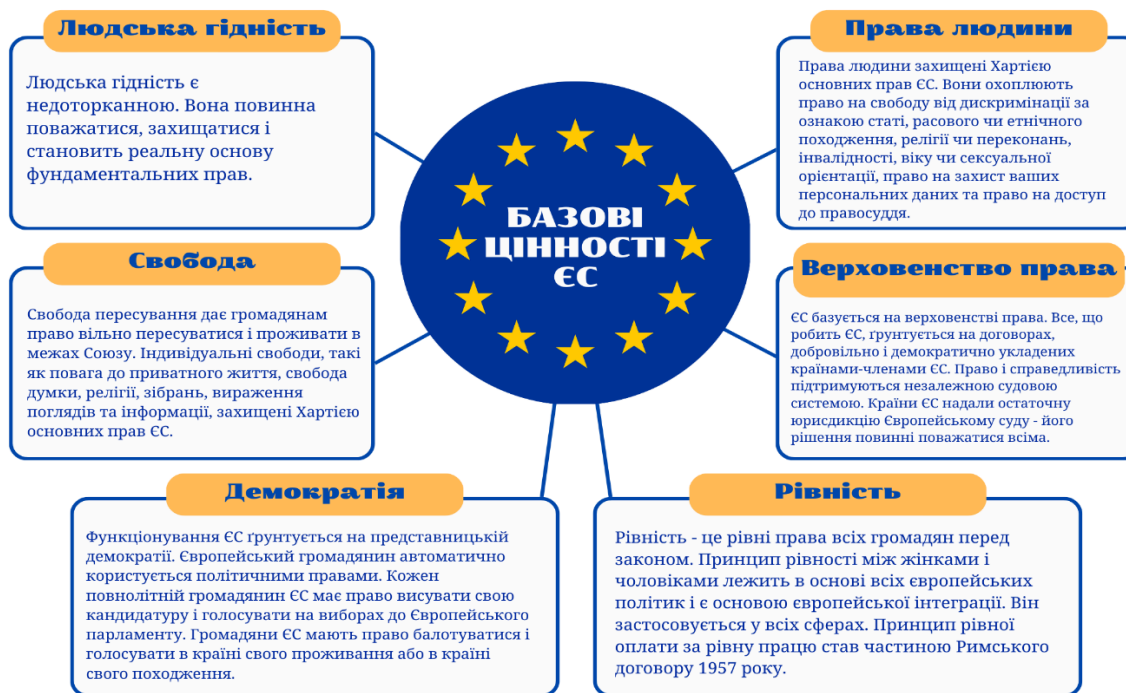 Людська гідність
Людська гідність є
недоторканною. Вона повинна
поважатися, захищатися і
становить реальну основу
фундаментальних прав.
Свобода
Свобода пересування дає громадянам
право вільно пересуватися і проживати в
межах Союзу. Індивідуальні свободи, такі
як повага до приватного життя, свобода
думки, релігії, зібрань, вираження
поглядів та інформації, захищені Хартією
основних прав ЄС.
БАЗОВІ
ЦІННОСТІ
ЄС
Права людини
Права людини захищені Хартією
основних прав ЄС. Вони охоплюють
право на свободу від дискримінації за
ознакою статі, расового чи етнічного
походження, релігії чи переконань,
інвалідності, віку чи сексуальної
орієнтації, право на захист ваших
персональних даних та право на доступ
до правосуддя.
Верховенство права
ЄС базується на верховенстві права. Все, що
робить ЄС, ґрунтується на договорах,
добровільно і демократично укладених
країнами-членами ЄС. Право і справедливість
підтримуються незалежною судовою
системою. Країни ЄС надали остаточну
юрисдикцію Європейському суду - його
рішення повинні поважатися всіма.
Демократія
Функціонування ЄС ґрунтується на представницькій
демократії. Європейський громадянин автоматично
користується політичними правами. Кожен
повнолітній громадянин ЄС має право висувати свою
кандидатуру і голосувати на виборах до Європейського
парламенту. Громадяни ЄС мають право балотуватися і
голосувати в країні свого проживання або в країні
свого походження.
Рівність
Рівність - це рівні права всіх громадян перед
законом. Принцип рівності між жінками і
чоловіками лежить в основі всіх європейських
політик і є основою європейської інтеграції. Він
застосовується у всіх сферах. Принцип рівної
оплати за рівну працю став частиною Римського
договору 1957 року.